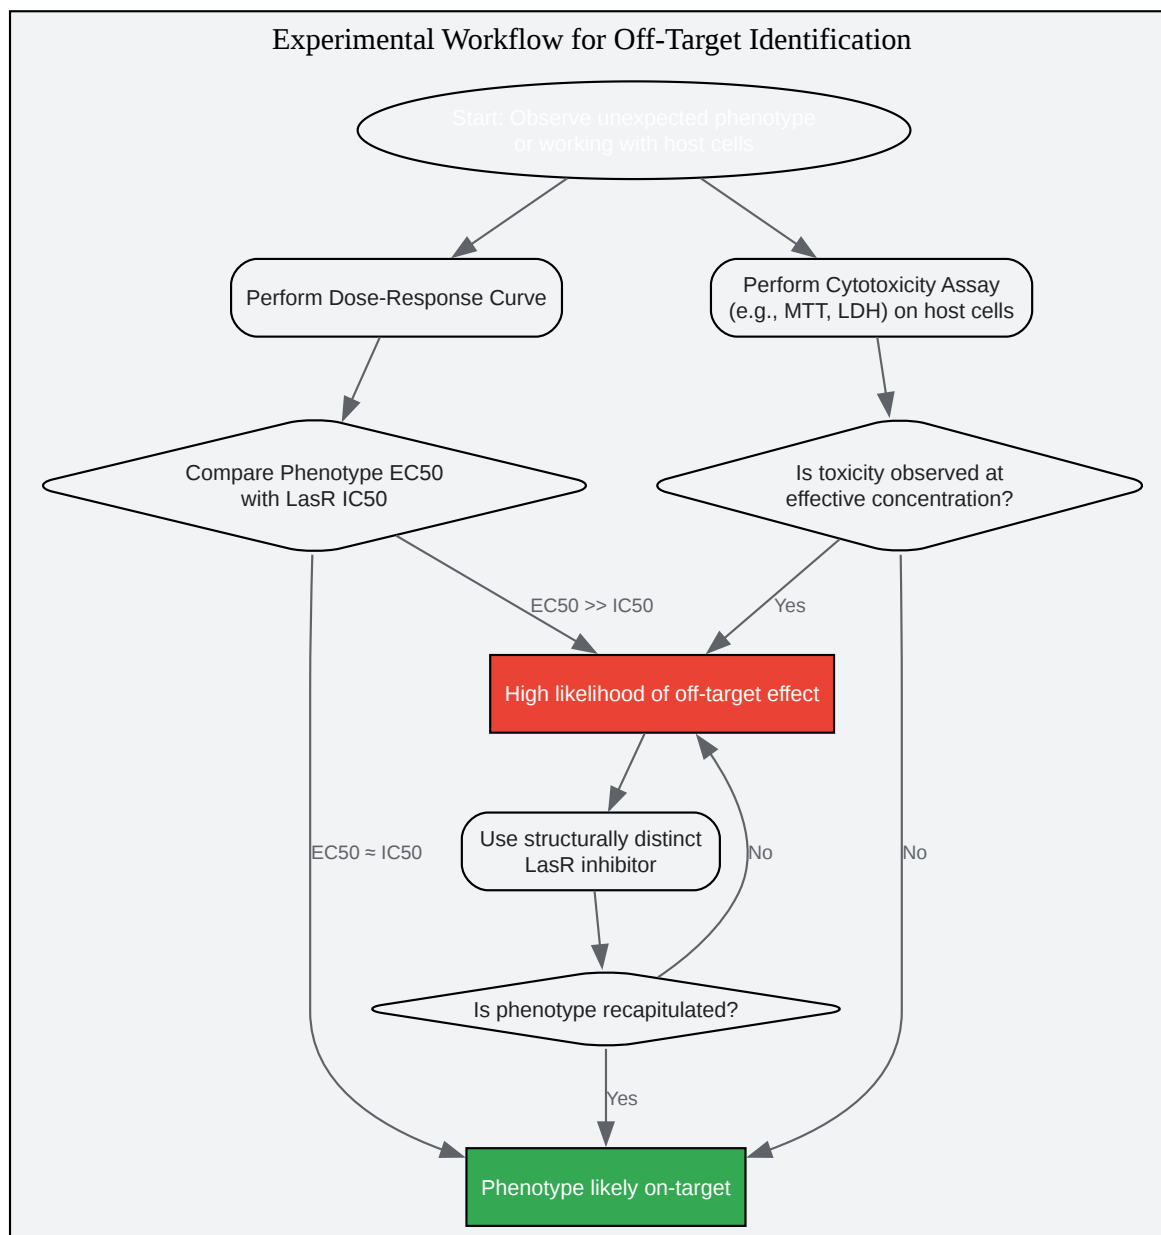 Experimental Workflow for Off-Target Identification
Start: Observe unexpected phenotype
or working with host cells
Perform Dose-Response Curve
Perform Cytotoxicity Assay
(e.g., MTT, LDH) on host cells
Compare Phenotype EC50
with LasR IC50
Is toxicity observed at
effective concentration?
EC50 >> IC50
Yes
High likelihood of off-target effect
Use structurally distinct
LasR inhibitor
EC50 ≈ IC50
No
No
Is phenotype recapitulated?
Yes
Phenotype likely on-target